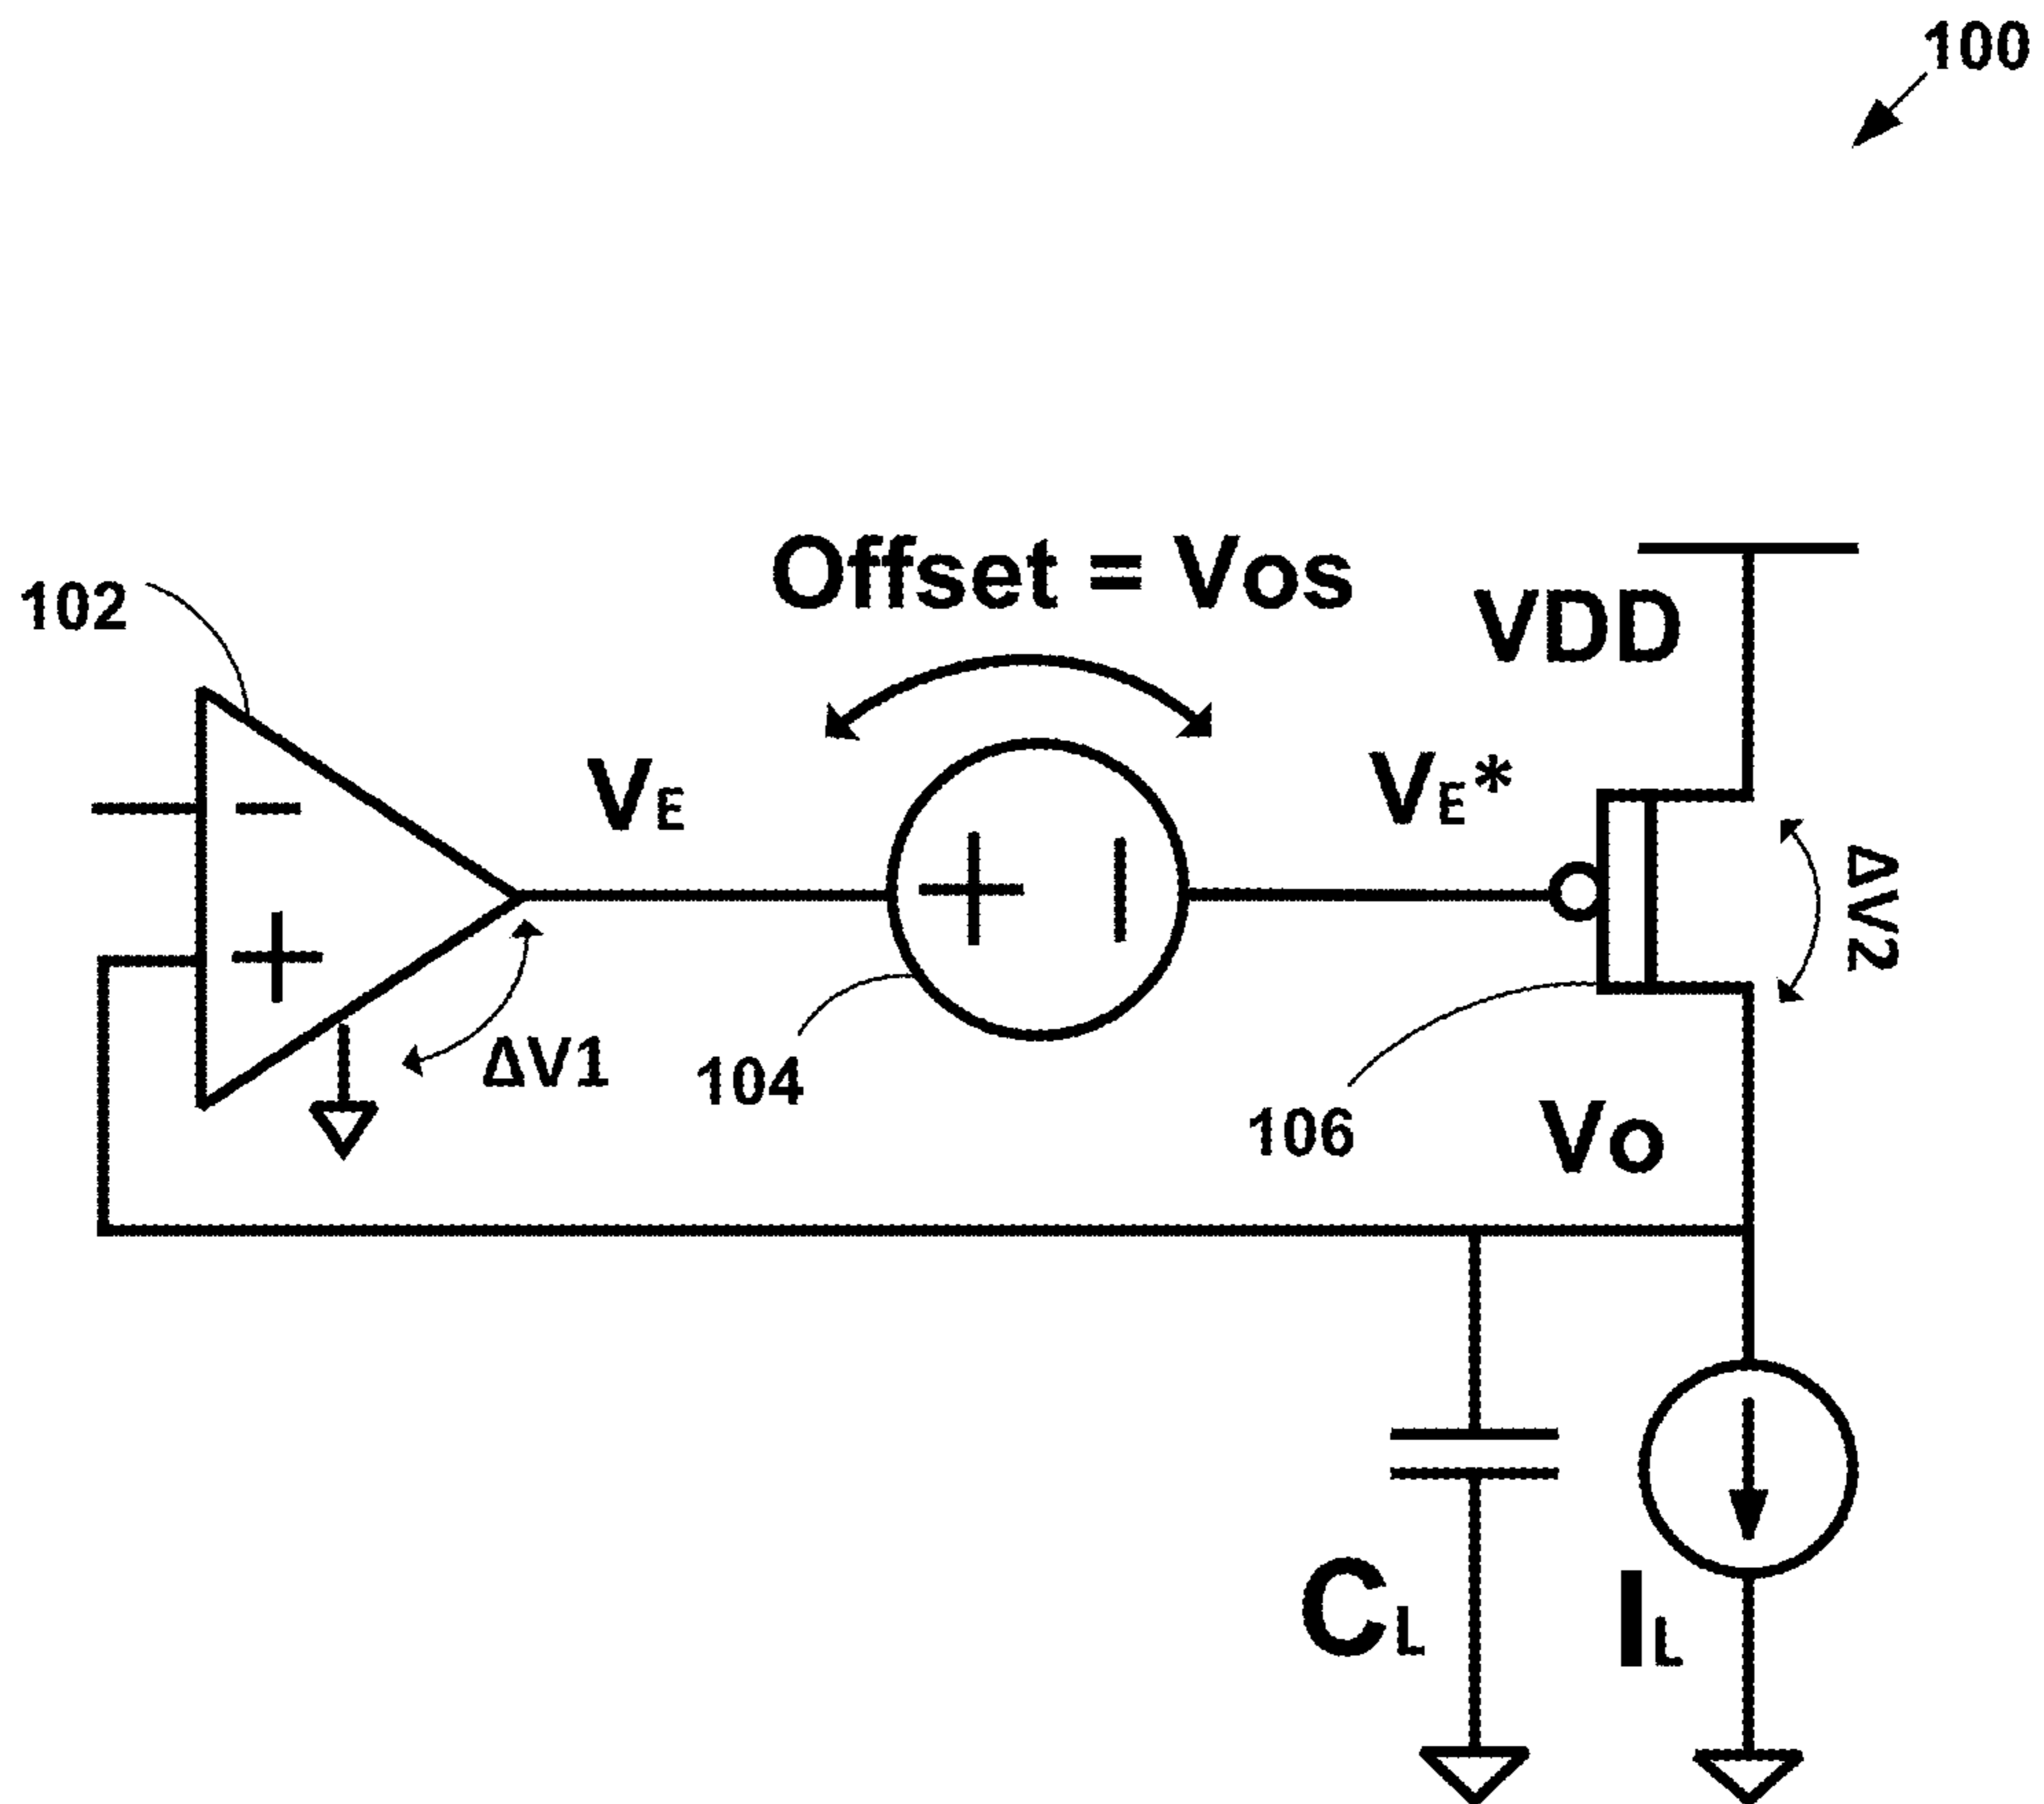 100
Offset = Vos
VDD
102
VE
VE*
ΔV2
ΔV1
104
106
Vo
CL
IL